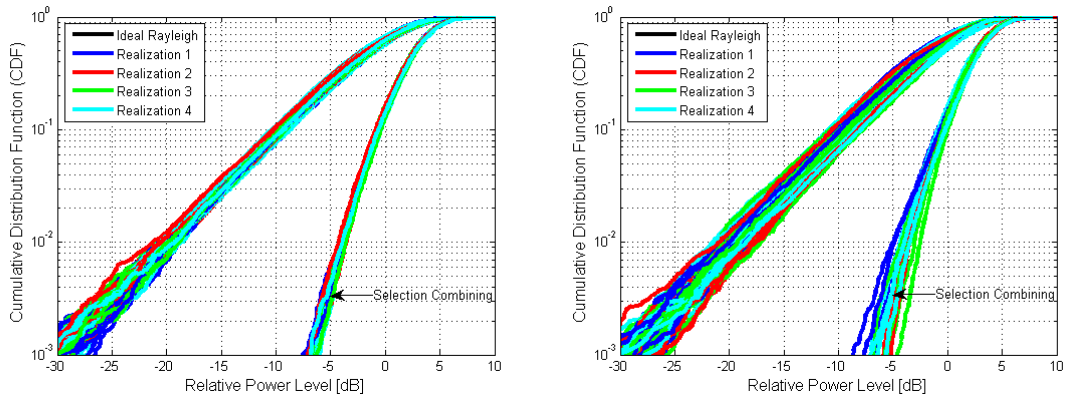 10^0
10^-1
10^-2
10^-3
Cumulative Distribution Function (CDF)
Ideal Rayleigh
Realization 1
Realization 2
Realization 3
Realization 4
Selection Combining
-30 -25 -20 -15 -10 -5 0 5 10
Relative Power Level [dB]
10^0
10^-1
10^-2
10^-3
Cumulative Distribution Function (CDF)
Ideal Rayleigh
Realization 1
Realization 2
Realization 3
Realization 4
Selection Combining
-30 -25 -20 -15 -10 -5 0 5 10
Relative Power Level [dB]